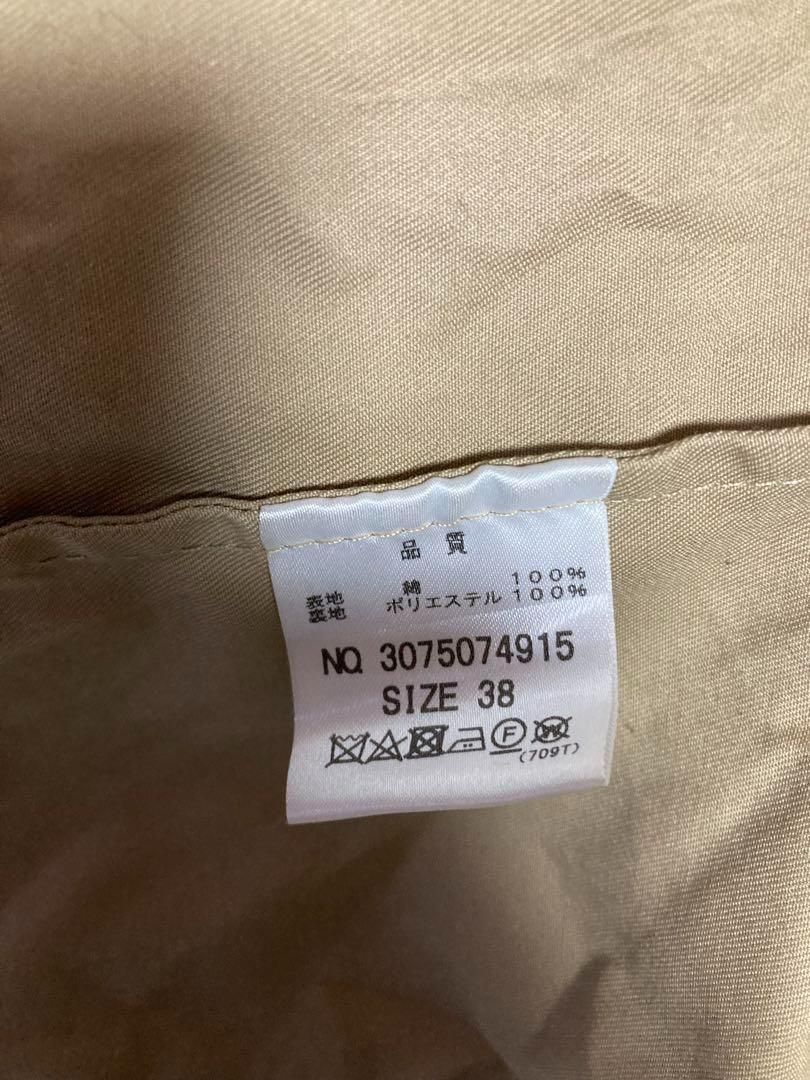 品質
表地 綿 100%
裏地 ポリエステル 100%
NO. 3075074915
SIZE 38
F W
(709T)